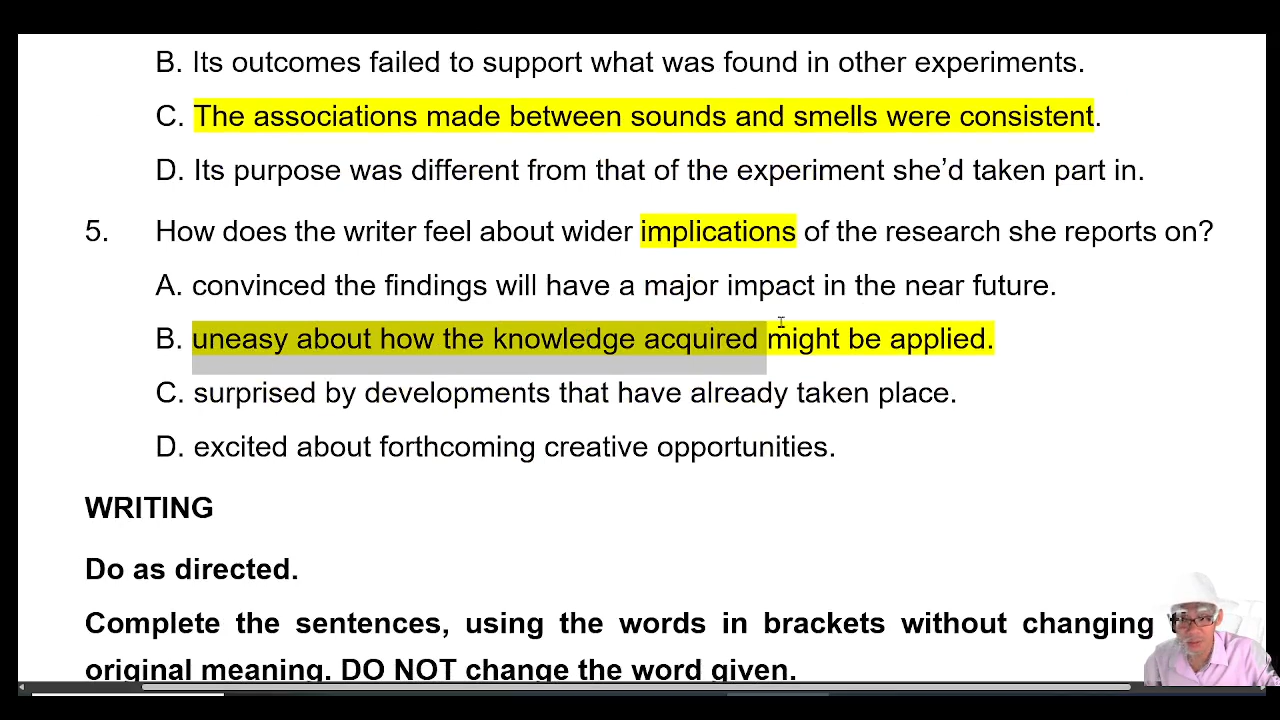 B. Its outcomes failed to support what was found in other experiments.
C. The associations made between sounds and smells were consistent.
D. Its purpose was different from that of the experiment she’d taken part in.
5. How does the writer feel about wider implications of the research she reports on?
A. convinced the findings will have a major impact in the near future.
B. uneasy about how the knowledge acquired might be applied.
C. surprised by developments that have already taken place.
D. excited about forthcoming creative opportunities.
WRITING
Do as directed.
Complete the sentences, using the words in brackets without changing
original meaning. DO NOT change the word given.